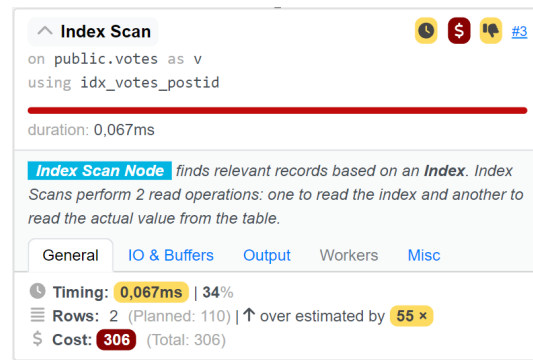 Index Scan #3
on public.votes as v
using idx_votes_postid
duration: 0,067ms
Index Scan Node finds relevant records based on an Index. Index
Scans perform 2 read operations: one to read the index and another to
read the actual value from the table.
General IO & Buffers Output Workers Misc
Timing: 0,067ms | 34%
Rows: 2 (Planned: 110) | ↑ over estimated by 55 ×
$ Cost: 306 (Total: 306)